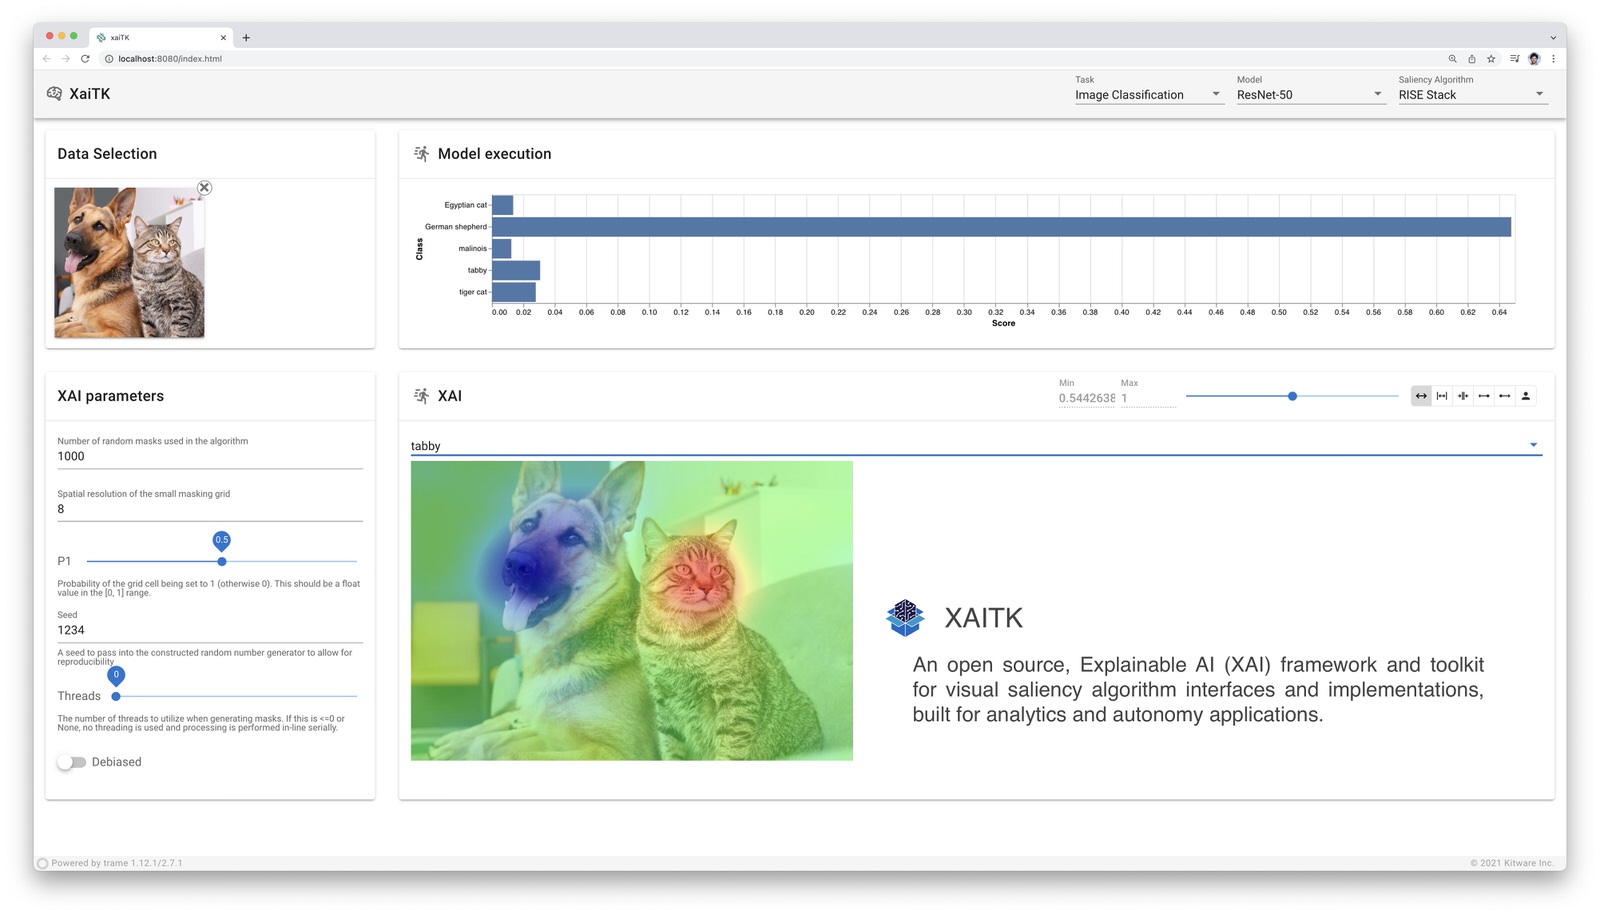 xaiTK
localhost:8080/index.html
XaiTK
Task
Image Classification
Model
ResNet-50
Saliency Algorithm
RISE Stack
Data Selection
Model execution
Class
Egyptian cat
German shepherd
malinois
tabby
tiger cat
0.00 0.02 0.04 0.06 0.08 0.10 0.12 0.14 0.16 0.18 0.20 0.22 0.24 0.26 0.28 0.30 0.32 0.34 0.36 0.38 0.40 0.42 0.44 0.46 0.48 0.50 0.52 0.54 0.56 0.58 0.60 0.62 0.64
Score
XAI parameters
Number of random masks used in the algorithm
1000
Spatial resolution of the small masking grid
8
0.5
P1
Probability of the grid cell being set to 1 (otherwise 0). This should be a float
value in the [0, 1] range.
Seed
1234
A seed to pass into the constructed random number generator to allow for
reproducibility
0
Threads
The number of threads to utilize when generating masks. If this is <=0 or
None, no threading is used and processing is performed in-line serially.
Debiased
XAI
Min
0.5442638
Max
1
tabby
XAITK
An open source, Explainable AI (XAI) framework and toolkit
for visual saliency algorithm interfaces and implementations,
built for analytics and autonomy applications.
Powered by trame 1.12.1/2.7.1
© 2021 Kitware Inc.